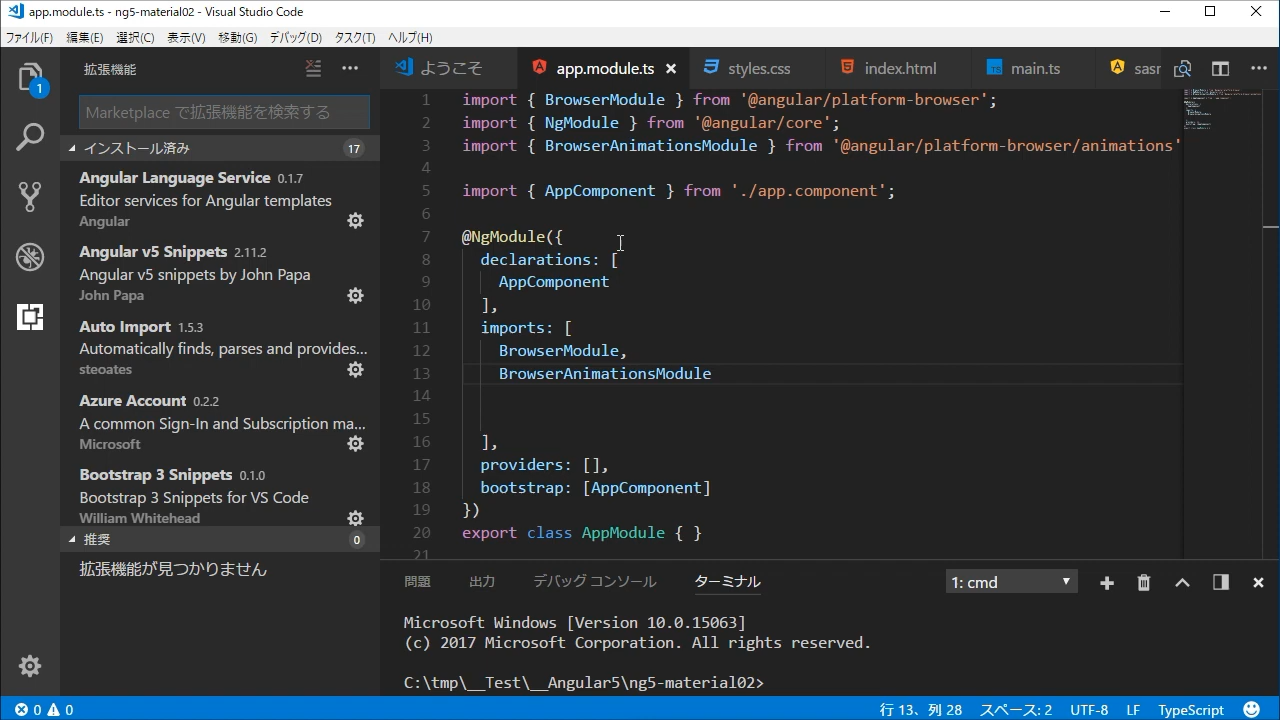 app.module.ts - ng5-material02 - Visual Studio Code
ファイル(F) 編集(E) 選択(C) 表示(V) 移動(G) デバッグ(D) タスク(T) ヘルプ(H)
拡張機能
ようこそ app.module.ts styles.css index.html main.ts sasr
1
Marketplace で拡張機能を検索する
インストール済み 17
Angular Language Service 0.1.7
Editor services for Angular templates
Angular
Angular v5 Snippets 2.11.2
Angular v5 snippets by John Papa
John Papa
Auto Import 1.5.3
Automatically finds, parses and provides...
steoates
Azure Account 0.2.2
A common Sign-In and Subscription ma...
Microsoft
Bootstrap 3 Snippets 0.1.0
Bootstrap 3 Snippets for VS Code
William Whitehead
推奨 0
拡張機能が見つかりません
1 import { BrowserModule } from '@angular/platform-browser';
2 import { NgModule } from '@angular/core';
3 import { BrowserAnimationsModule } from '@angular/platform-browser/animations'
4
5 import { AppComponent } from './app.component';
6
7 @NgModule({
8 declarations: [
9 AppComponent
10 ],
11 imports: [
12 BrowserModule,
13 BrowserAnimationsModule
14
15
16 ],
17 providers: [],
18 bootstrap: [AppComponent]
19 })
20 export class AppModule { }
21
問題 出力 デバッグ コンソール ターミナル 1: cmd
Microsoft Windows [Version 10.0.15063]
(c) 2017 Microsoft Corporation. All rights reserved.
C:\tmp\__Test\__Angular5\ng5-material02>
0 0 行 13、列 28 スペース: 2 UTF-8 LF TypeScript